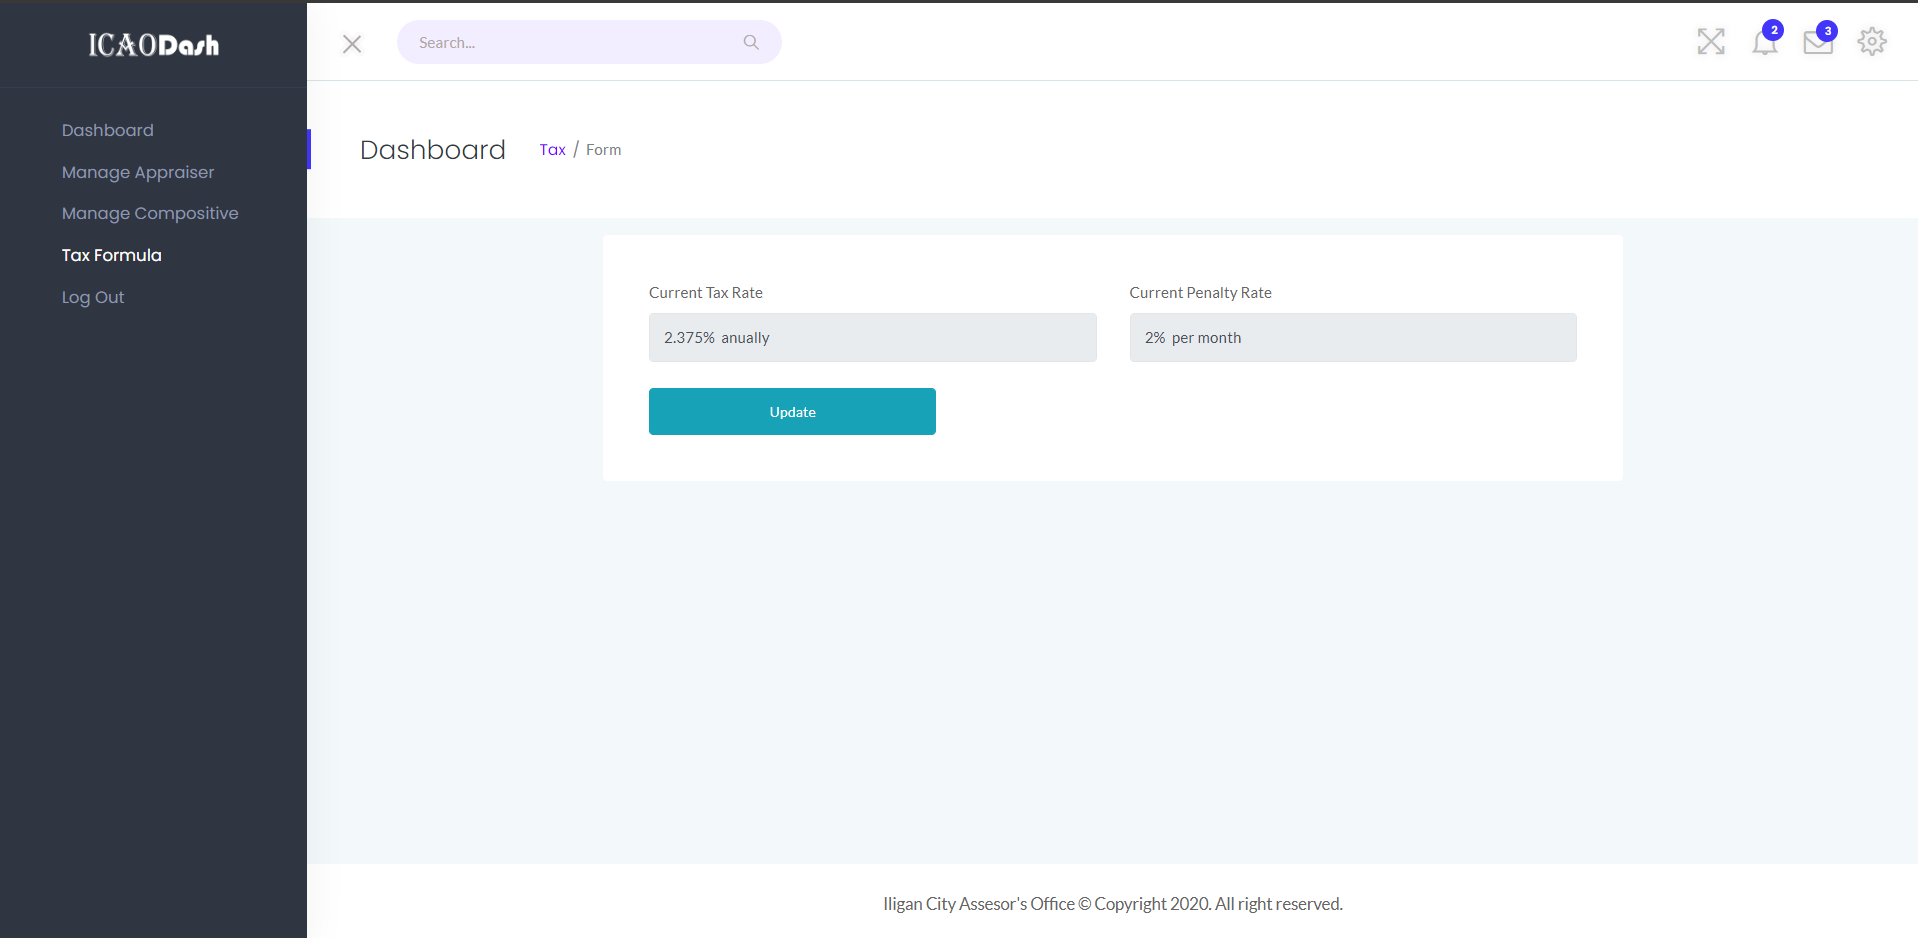 ICAODash
Search...
2
3
Dashboard
Manage Appraiser
Manage Compositive
Tax Formula
Log Out
Dashboard
Tax / Form
Current Tax Rate
2.375% anually
Current Penalty Rate
2% per month
Update
Iligan City Assesor's Office © Copyright 2020. All right reserved.